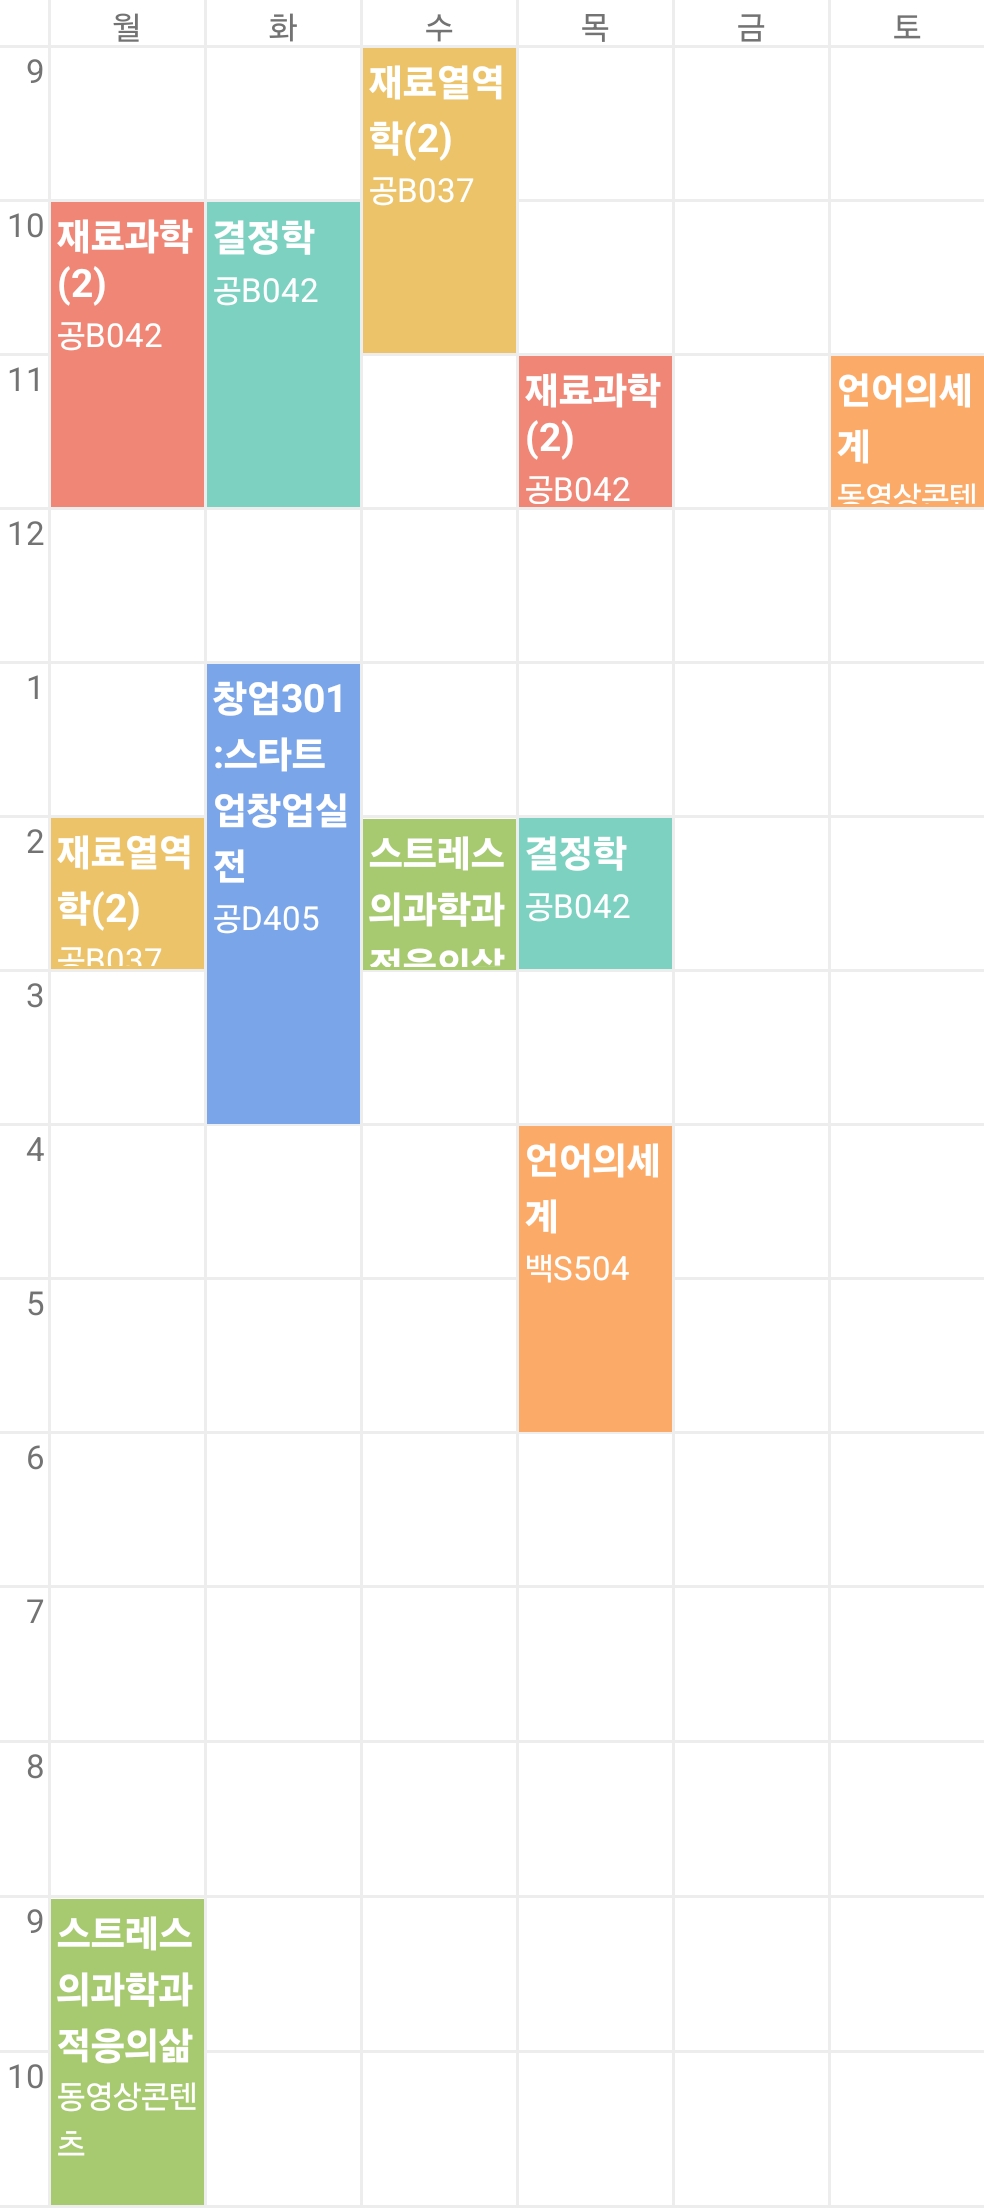 월 화 수 목 금 토
9
재료열역
학(2)
공B037
10
재료과학
(2)
공B042
결정학
공B042
11
재료과학
(2)
공B042
언어의세
계
동영상콘텐
12
1
창업301
:스타트
업창업실
전
공D405
2
재료열역
학(2)
공B037
스트레스
의과학과
적응의삶
결정학
공B042
3
4
언어의세
계
백S504
5
6
7
8
9
스트레스
의과학과
적응의삶
동영상콘텐
츠
10